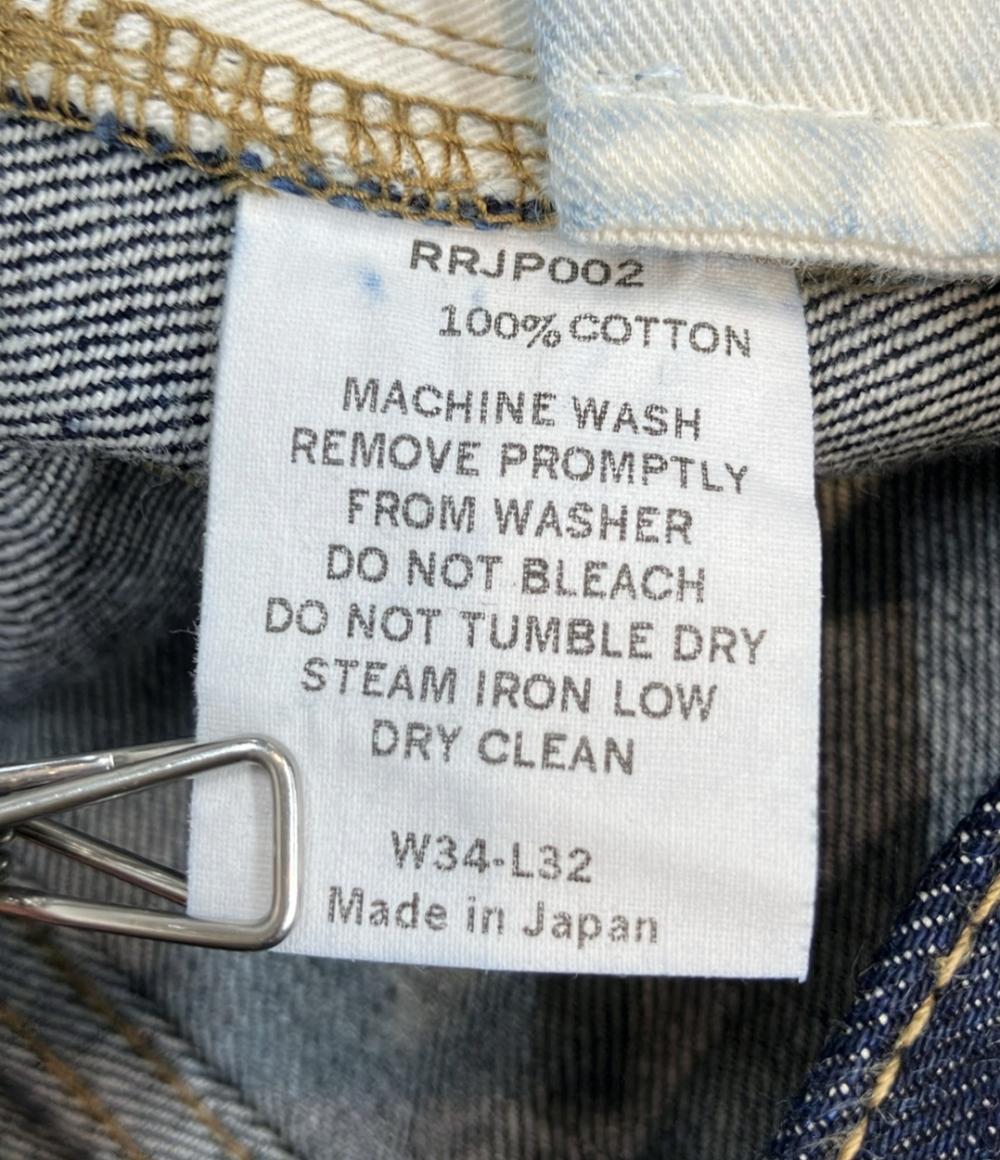 RRJP002
100% COTTON
MACHINE WASH
REMOVE PROMPTLY
FROM WASHER
DO NOT BLEACH
DO NOT TUMBLE DRY
STEAM IRON LOW
DRY CLEAN
W34-L32
Made in Japan